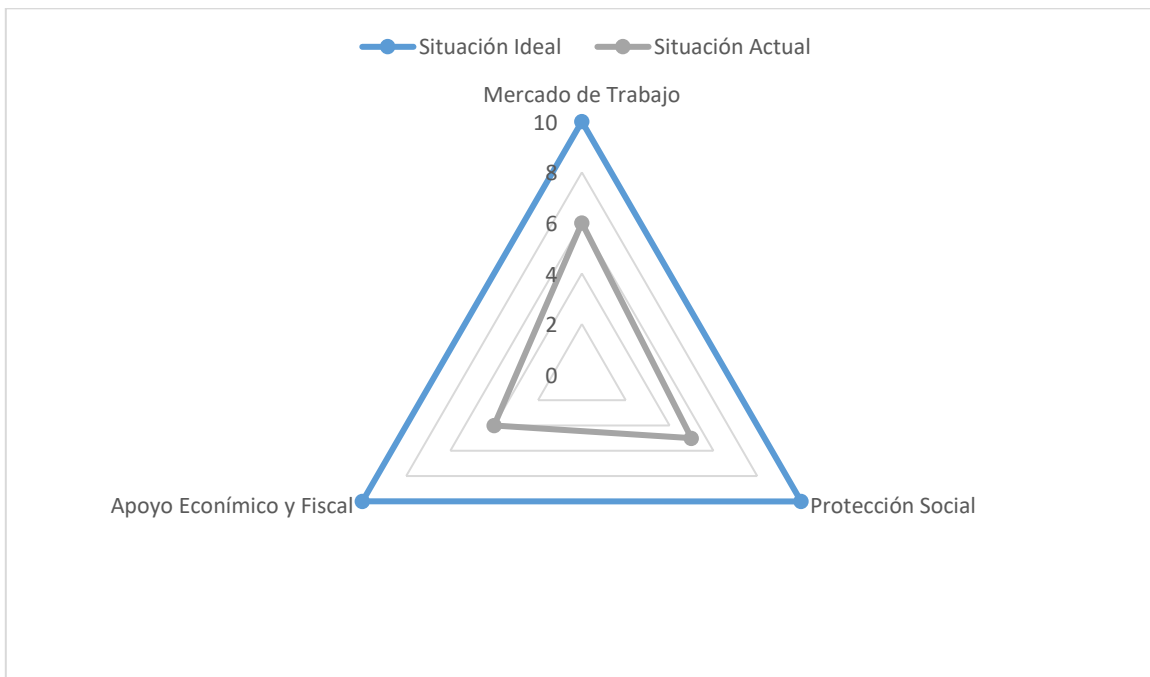 Situación Ideal
Situación Actual
Mercado de Trabajo
10
8
6
4
2
0
Apoyo Econímico y Fiscal
Protección Social